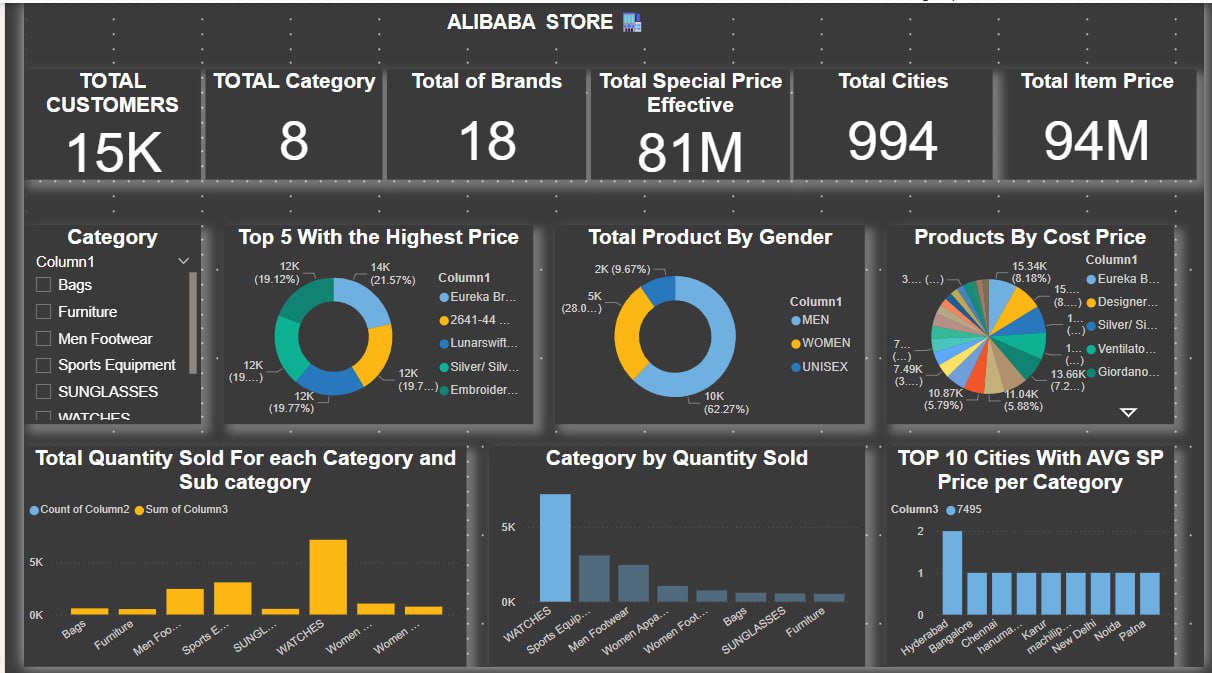 ALIBABA STORE
TOTAL
CUSTOMERS
15K
TOTAL Category
8
Total of Brands
18
Total Special Price
Effective
81M
Total Cities
994
Total Item Price
94M
Category
Column1
Bags
Furniture
Men Footwear
Sports Equipment
SUNGLASSES
WATCHES
Top 5 With the Highest Price
12K
(19.12%)
14K
(21.57%)
12K
(19....)
12K
(19.7...)
12K
(19.77%)
Column1
Eureka Br...
2641-44 ...
Lunarswift...
Silver/ Silv...
Embroider...
Total Product By Gender
2K (9.67%)
5K
(28.0...)
10K
(62.27%)
Column1
MEN
WOMEN
UNISEX
Products By Cost Price
3.... (...)
15.34K
(8.18%)
15....
(8....)
1...
(...)
1...
(...)
13.66K
(7.2...)
11.04K
(5.88%)
10.87K
(5.79%)
7.49K
(3....)
7...
(...)
Column1
Eureka B...
Designer...
Silver/ Si...
Ventilato...
Giordano...
Total Quantity Sold For each Category and
Sub category
Count of Column2
Sum of Column3
5K
0K
Bags
Furniture
Men Foo...
Sports E...
SUNGL...
WATCHES
Women ...
Women ...
Category by Quantity Sold
5K
0K
WATCHES
Sports Equip...
Men Footwear
Women Appa...
Women Foot...
Bags
SUNGLASSES
Furniture
TOP 10 Cities With AVG SP
Price per Category
Column3
7495
2
1
0
Hyderabad
Bangalore
Chennai
hanuma...
Karur
machilip...
New Delhi
Noida
Patna